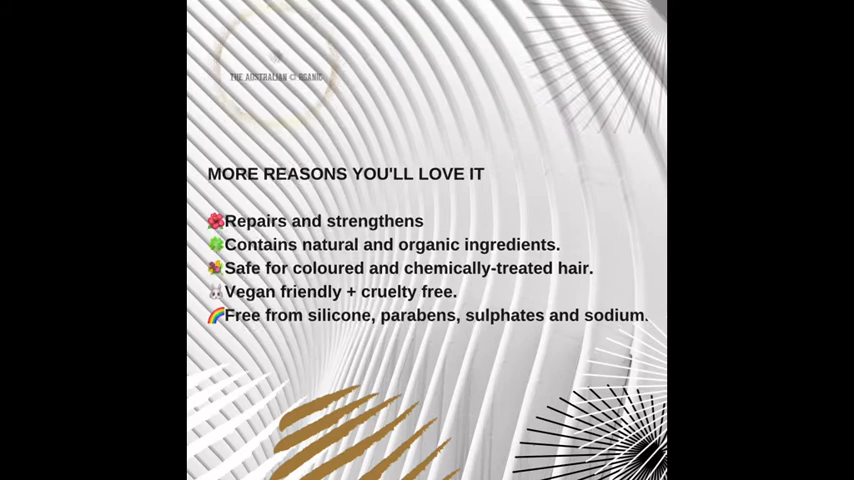 THE AUSTRALIAN ORGANIC
MORE REASONS YOU'LL LOVE IT
🌺Repairs and strengthens
🍀Contains natural and organic ingredients.
💐Safe for coloured and chemically-treated hair.
🐰Vegan friendly + cruelty free.
🌈Free from silicone, parabens, sulphates and sodium.